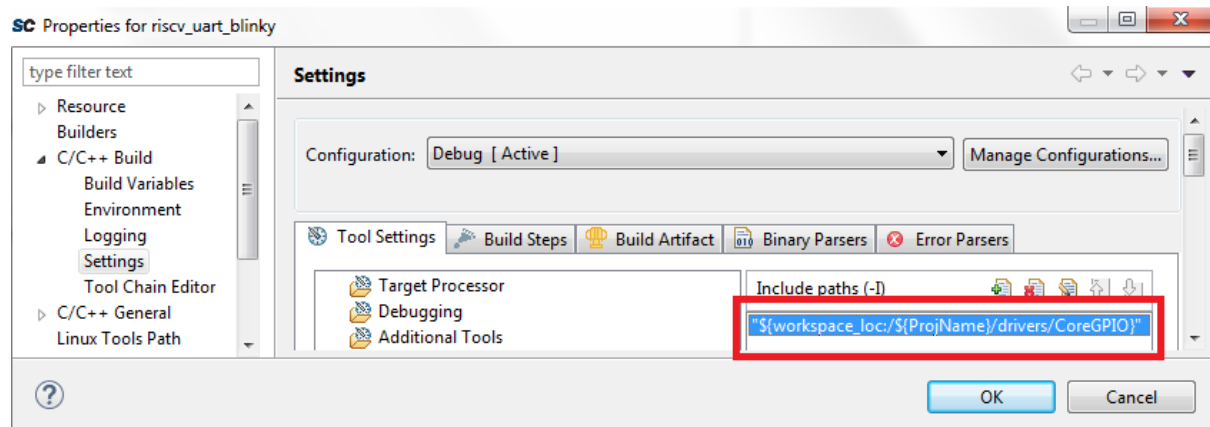 SC Properties for riscv_uart_blinky
type filter text
Settings
Resource
Builders
C/C++ Build
Build Variables
Environment
Logging
Settings
Tool Chain Editor
C/C++ General
Linux Tools Path
Configuration:
Debug [ Active ]
Manage Configurations...
Tool Settings
Build Steps
Build Artifact
Binary Parsers
Error Parsers
Target Processor
Debugging
Additional Tools
Include paths (-I)
"${workspace_loc:/${ProjName}/drivers/CoreGPIO}"
OK
Cancel